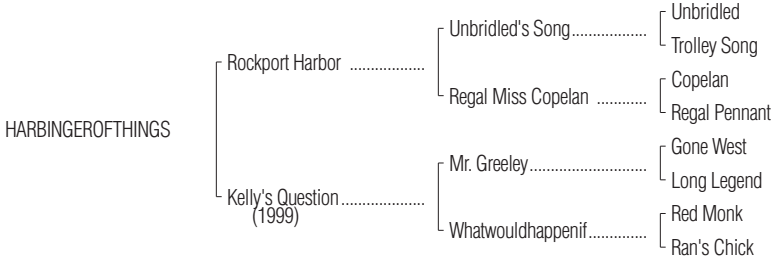 Unbridled
Unbridled's Song..................
Trolley Song
Rockport Harbor ..................
Copelan
Regal Miss Copelan ............
Regal Pennant
HARBINGEROFTHINGS
Gone West
Mr. Greeley............................
Long Legend
Kelly's Question....................
(1999)
Red Monk
Whatwouldhappenif..............
Ran's Chick